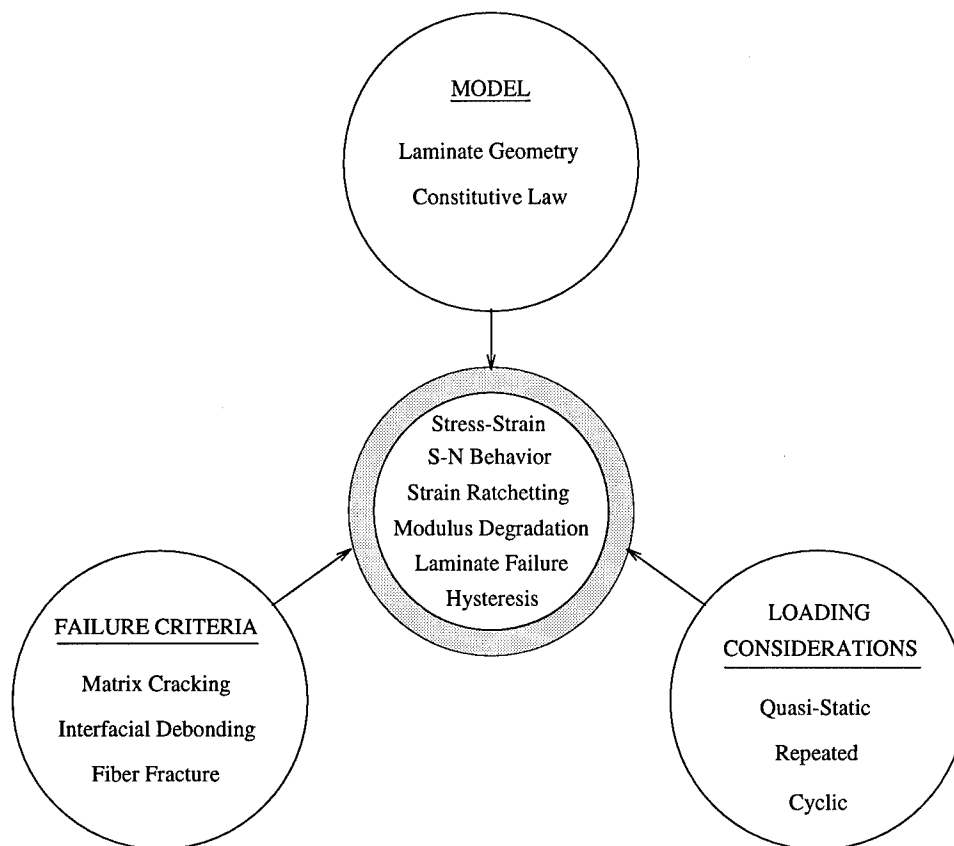 MODEL
Laminate Geometry
Constitutive Law
Stress-Strain
S-N Behavior
Strain Ratchetting
Modulus Degradation
Laminate Failure
Hysteresis
FAILURE CRITERIA
Matrix Cracking
Interfacial Debonding
Fiber Fracture
LOADING
CONSIDERATIONS
Quasi-Static
Repeated
Cyclic